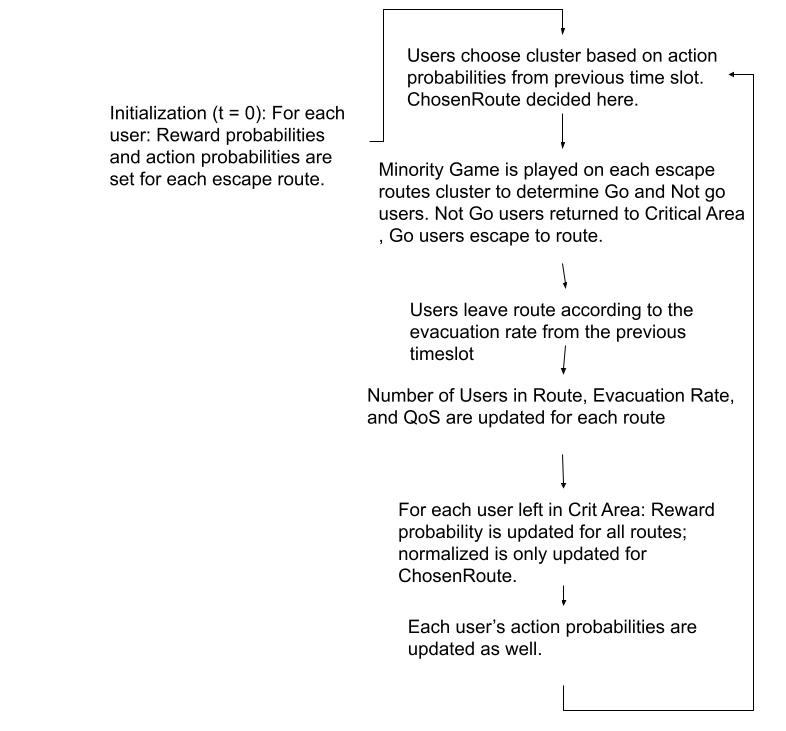 Initialization (t = 0): For each
user: Reward probabilities
and action probabilities are
set for each escape route.
Users choose cluster based on action
probabilities from previous time slot.
ChosenRoute decided here.
Minority Game is played on each escape
routes cluster to determine Go and Not go
users. Not Go users returned to Critical Area
, Go users escape to route.
Users leave route according to the
evacuation rate from the previous
timeslot
Number of Users in Route, Evacuation Rate,
and QoS are updated for each route
For each user left in Crit Area: Reward
probability is updated for all routes;
normalized is only updated for
ChosenRoute.
Each user’s action probabilities are
updated as well.